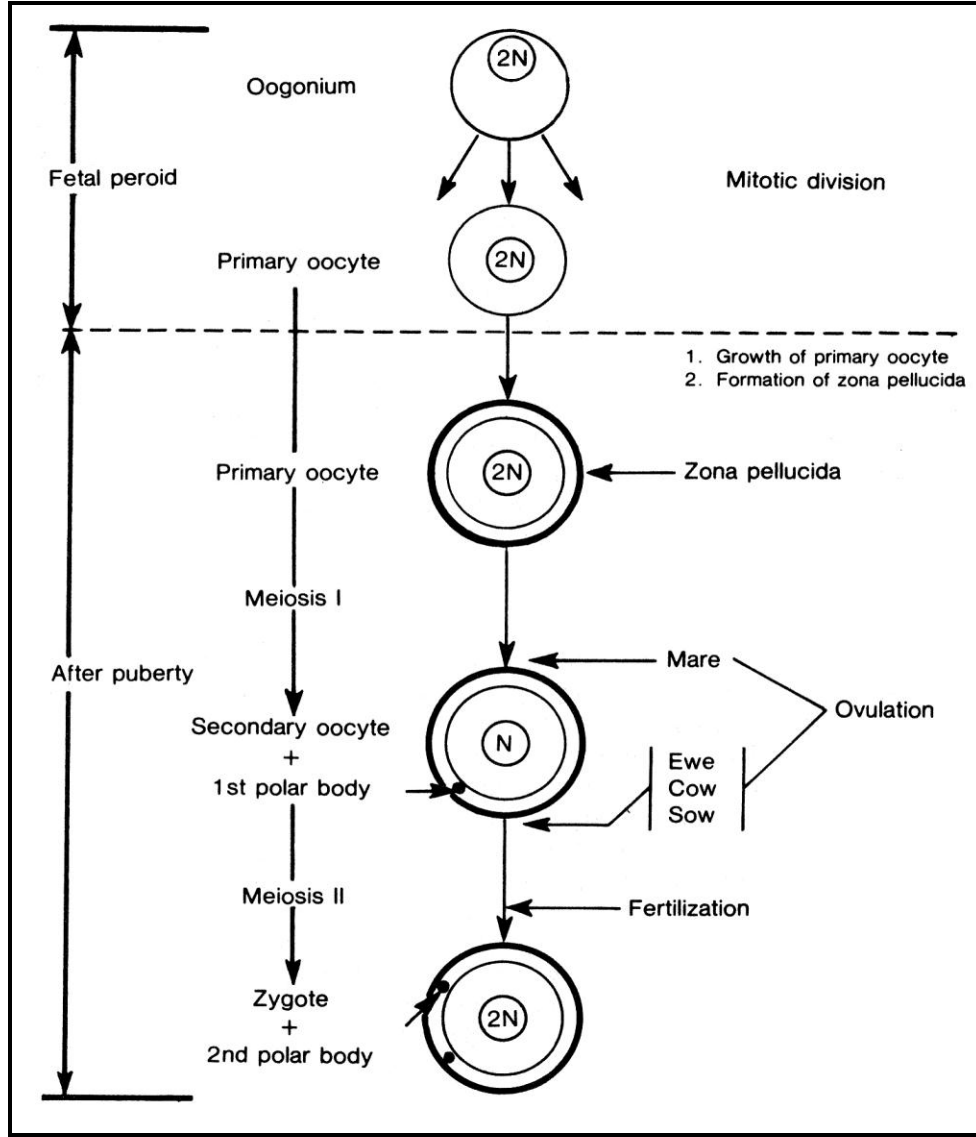 2N
Oogonium
Fetal peroid
Mitotic division
2N
Primary oocyte
1. Growth of primary oocyte
2. Formation of zona pellucida
Primary oocyte
2N
Zona pellucida
Meiosis I
Mare
After puberty
Ovulation
Secondary oocyte
+
1st polar body
N
Ewe
Cow
Sow
Meiosis II
Fertilization
Zygote
+
2nd polar body
2N